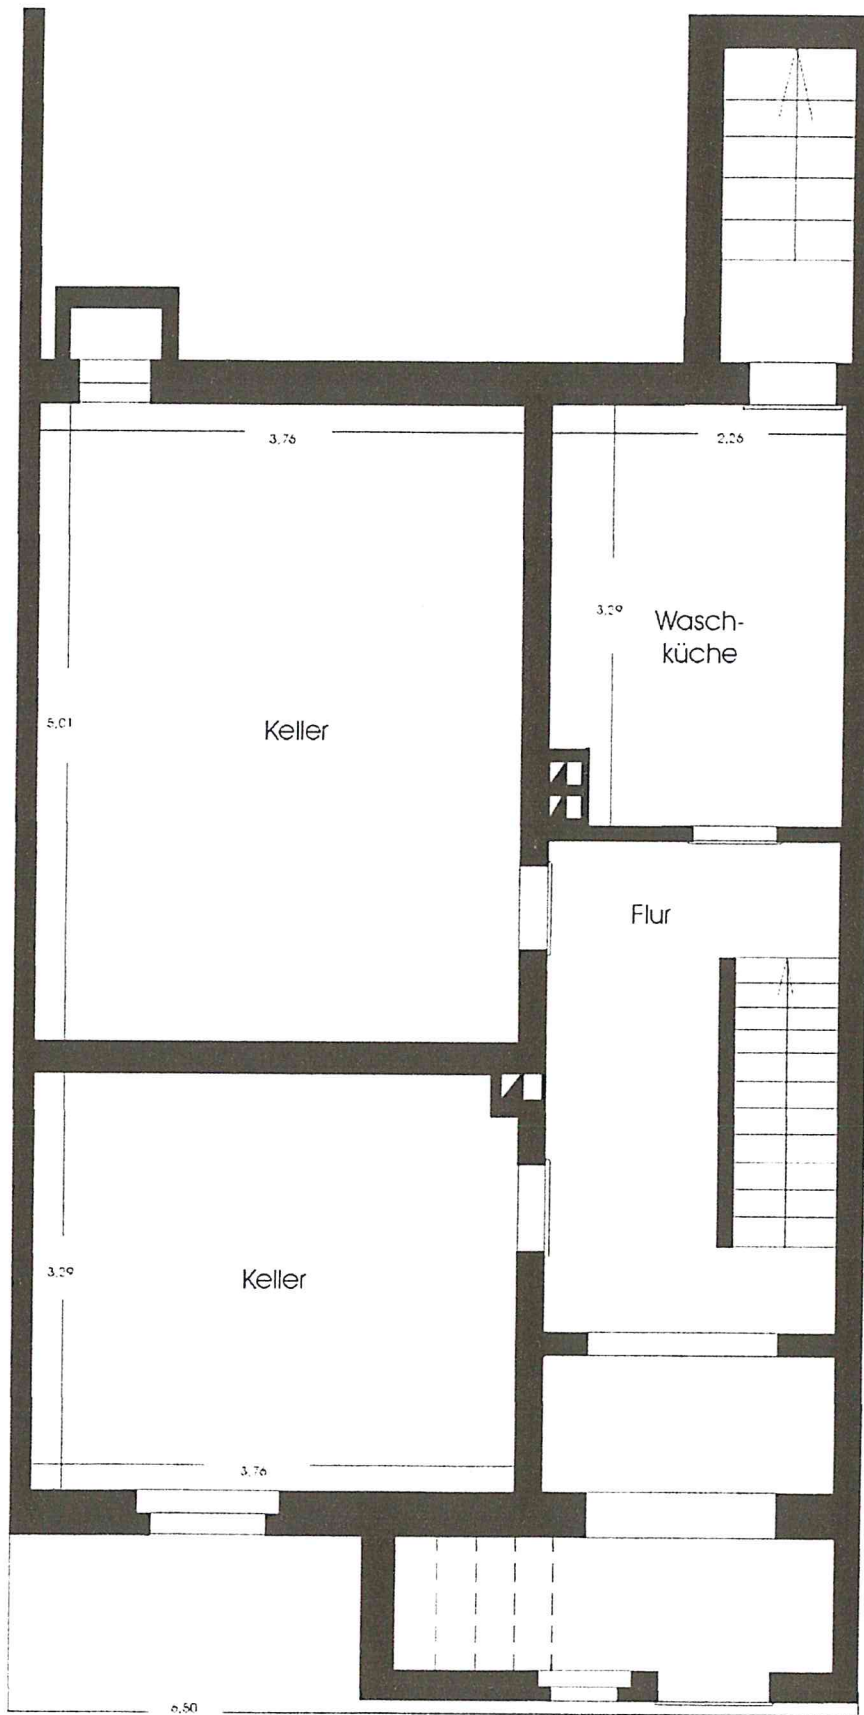 3,76
2,26
3,29
Wasch-
küche
5,01
Keller
Flur
3,29
Keller
3,76
6,50